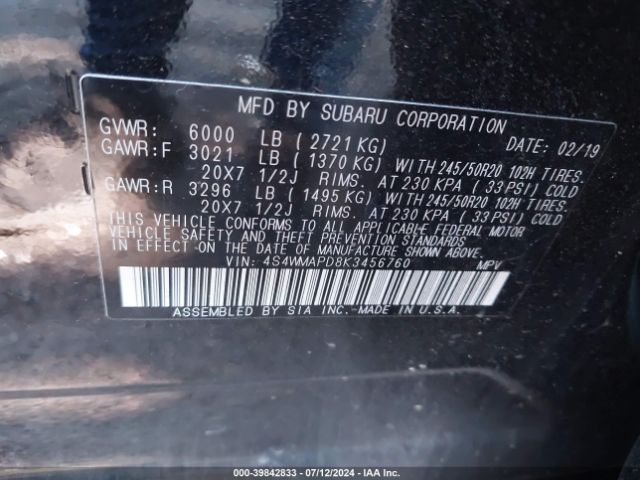 MFD BY SUBARU CORPORATION
GVWR: 6000 LB ( 2721 KG) DATE: 02/19
GAWR:F 3021 LB ( 1370 KG) WITH 245/50R20 102H TIRES,
20X7 1/2J RIMS, AT 230 KPA ( 33 PSI) COLD
GAWR:R 3296 LB ( 1495 KG) WITH 245/50R20 102H TIRES,
20X7 1/2J RIMS, AT 230 KPA ( 33 PSI) COLD
THIS VEHICLE CONFORMS TO ALL APPLICABLE FEDERAL MOTOR
VEHICLE SAFETY STANDARDS IN EFFECT
ON THE DATE OF MANUFACTURE SHOWN ABOVE.
VIN: 4S4WMAPD8K3456760 MPV
ASSEMBLED BY SIA INC.-MADE IN U.S.A.
000-39842833 - 07/12/2024 - IAA Inc.